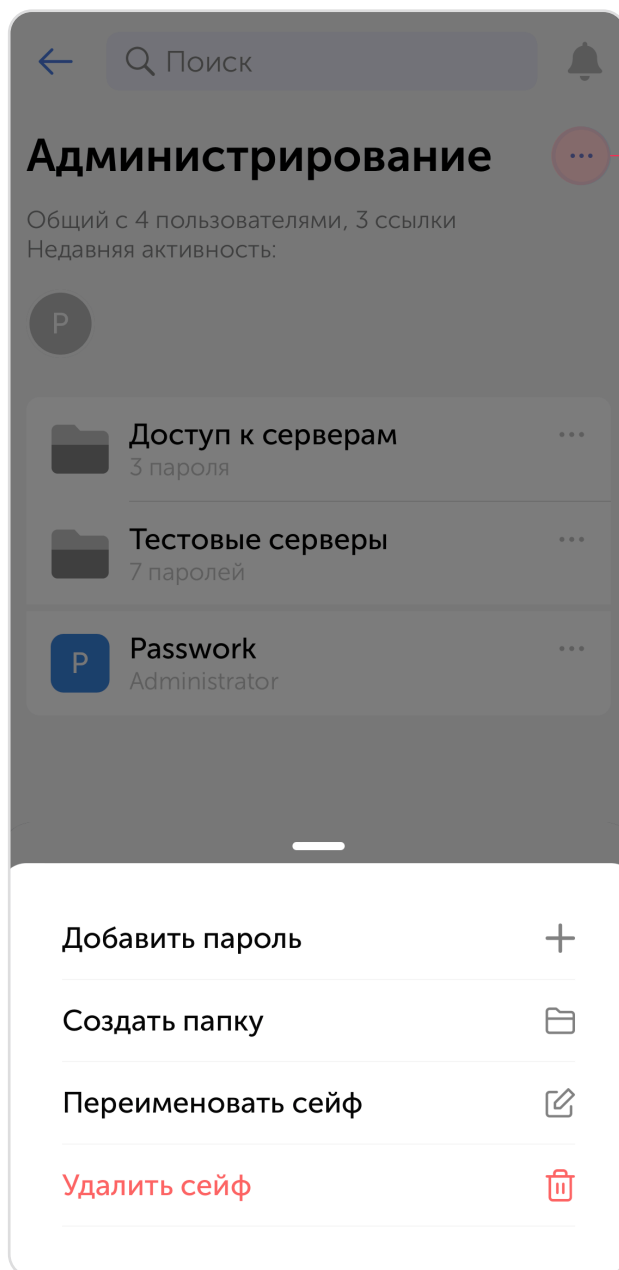 Поиск
Администрирование
Общий с 4 пользователями, 3 ссылки
Недавняя активность:
P
Доступ к серверам
3 пароля
Тестовые серверы
7 паролей
P
Passwork
Administrator
Добавить пароль
Создать папку
Переименовать сейф
Удалить сейф